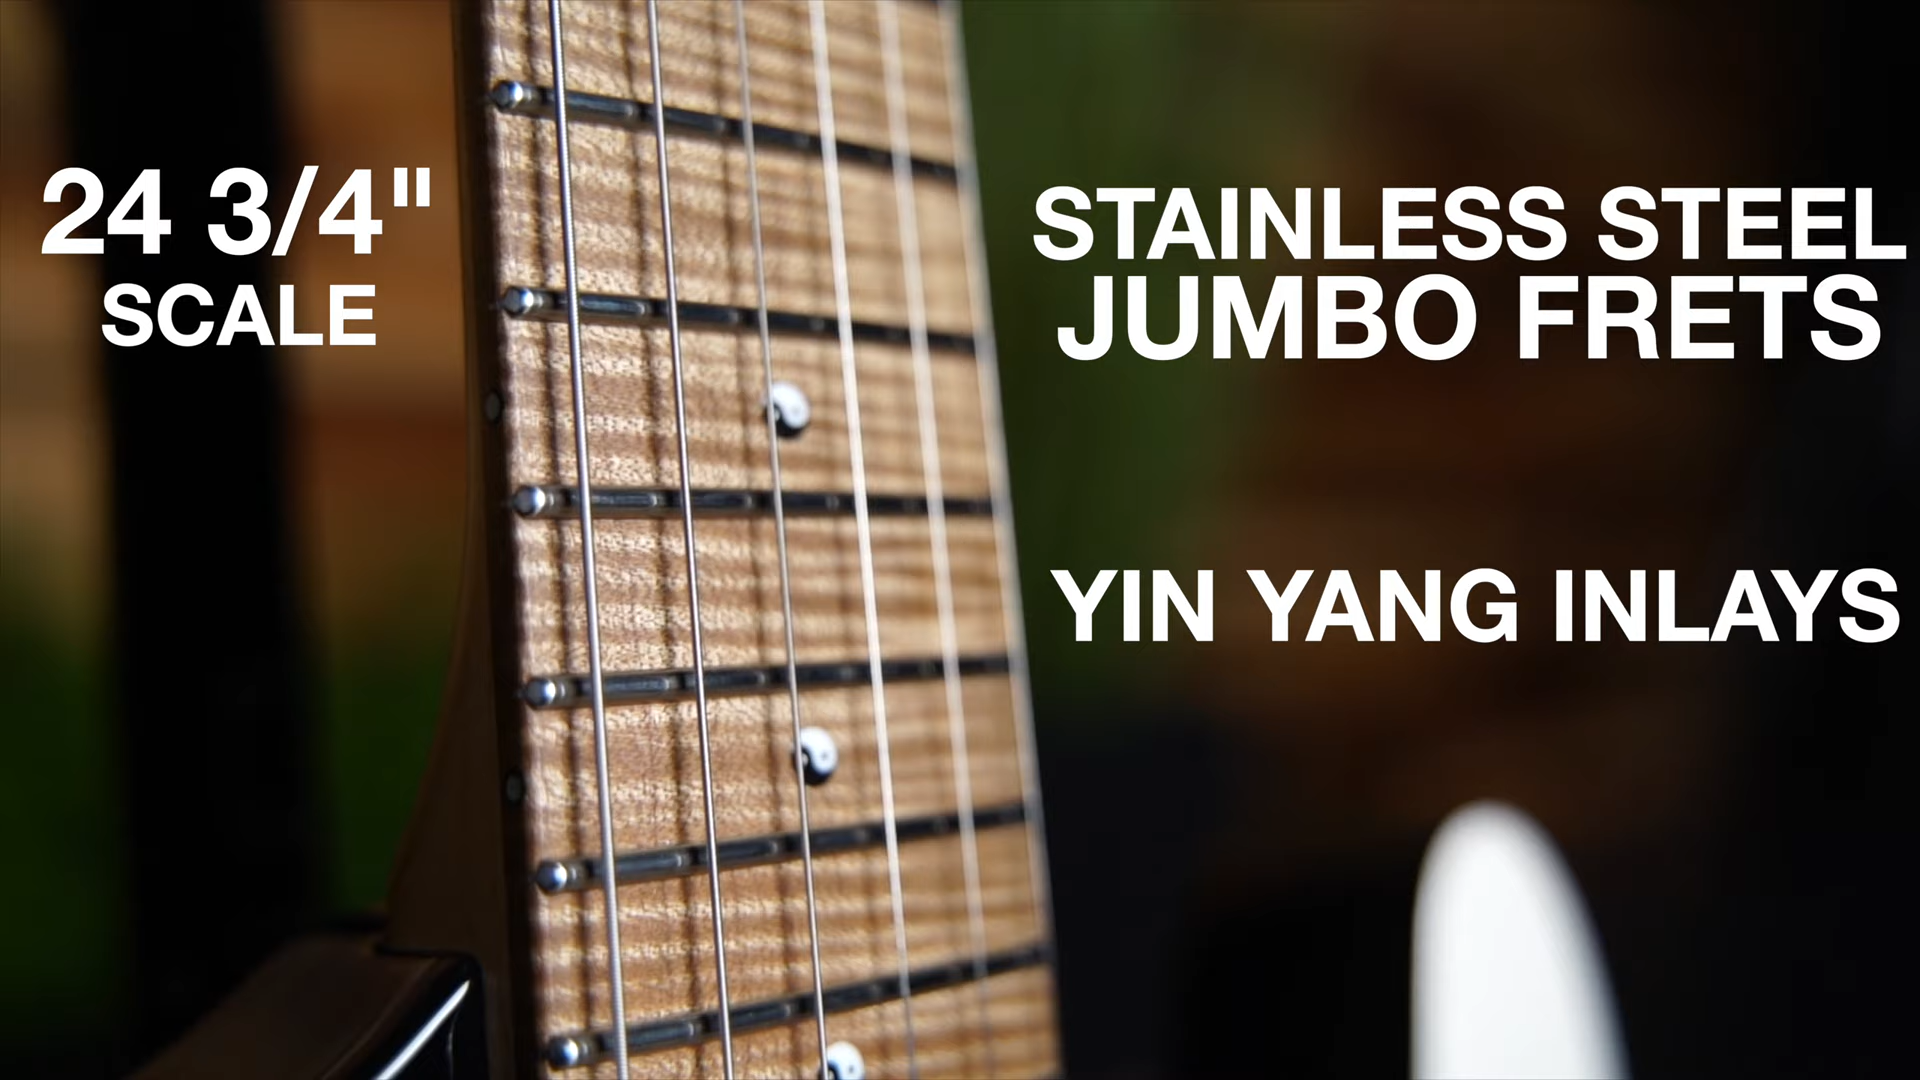 24 3/4"
SCALE
STAINLESS STEEL
JUMBO FRETS
YIN YANG INLAYS